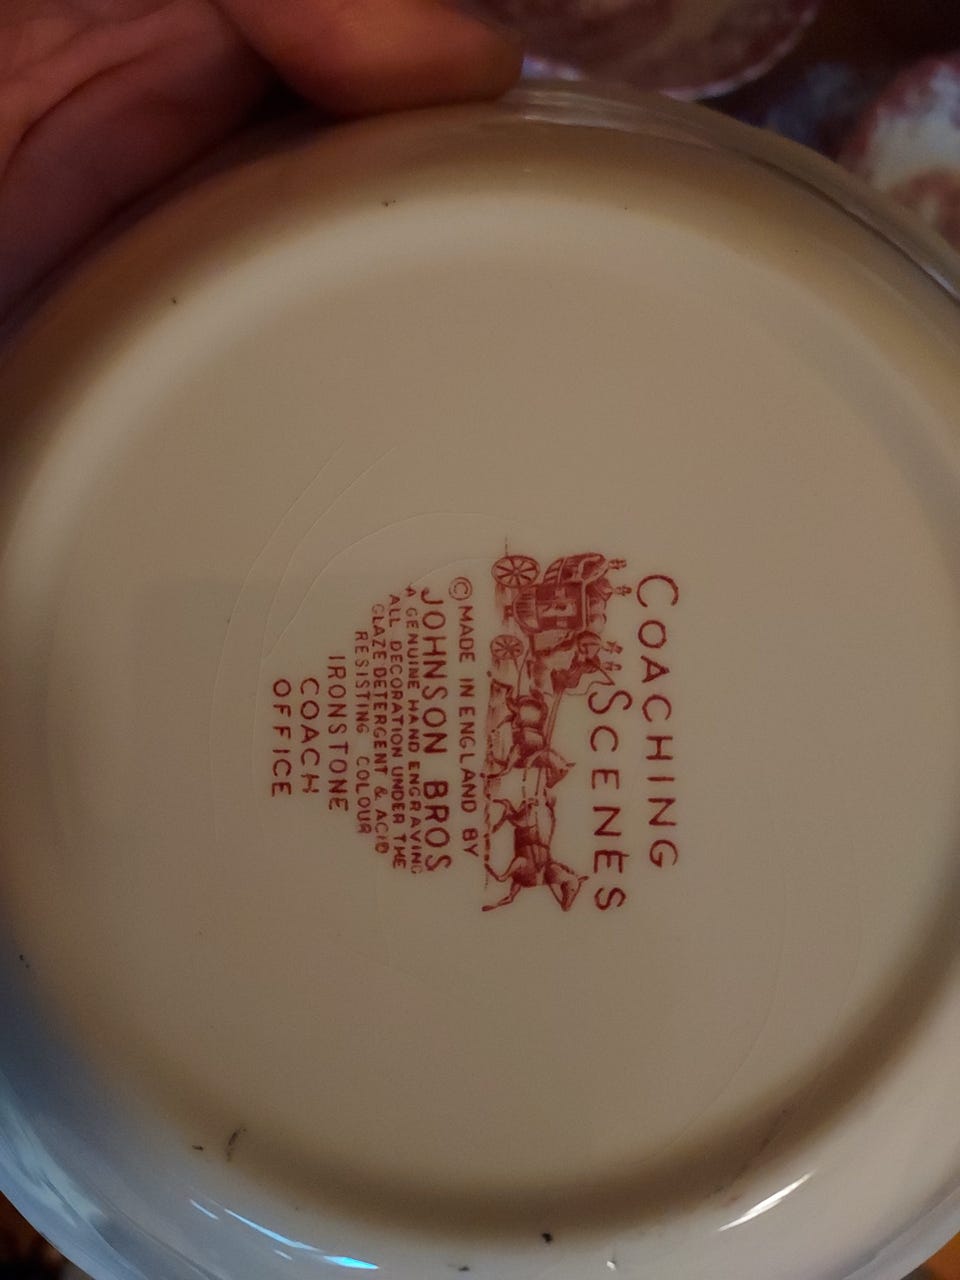 COACHING
SCENES
© MADE IN ENGLAND BY
JOHNSON BROS
A GENUINE HAND ENGRAVING
ALL DECORATION UNDER THE
GLAZE DETERGENT & ACID
RESISTING COLOUR
IRONSTONE
COACH
OFFICE